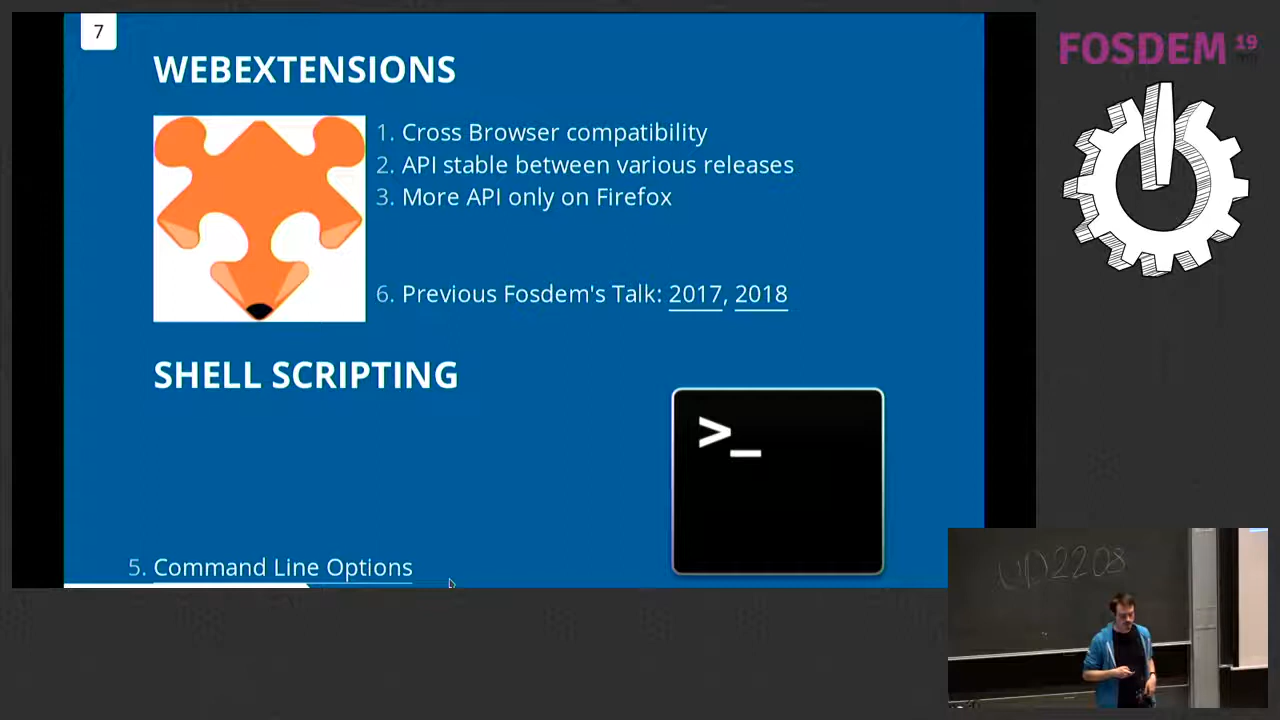 7
FOSDEM 19
WEBEXTENSIONS
1. Cross Browser compatibility
2. API stable between various releases
3. More API only on Firefox
6. Previous Fosdem's Talk: 2017, 2018
SHELL SCRIPTING
>_
5. Command Line Options
UD2208